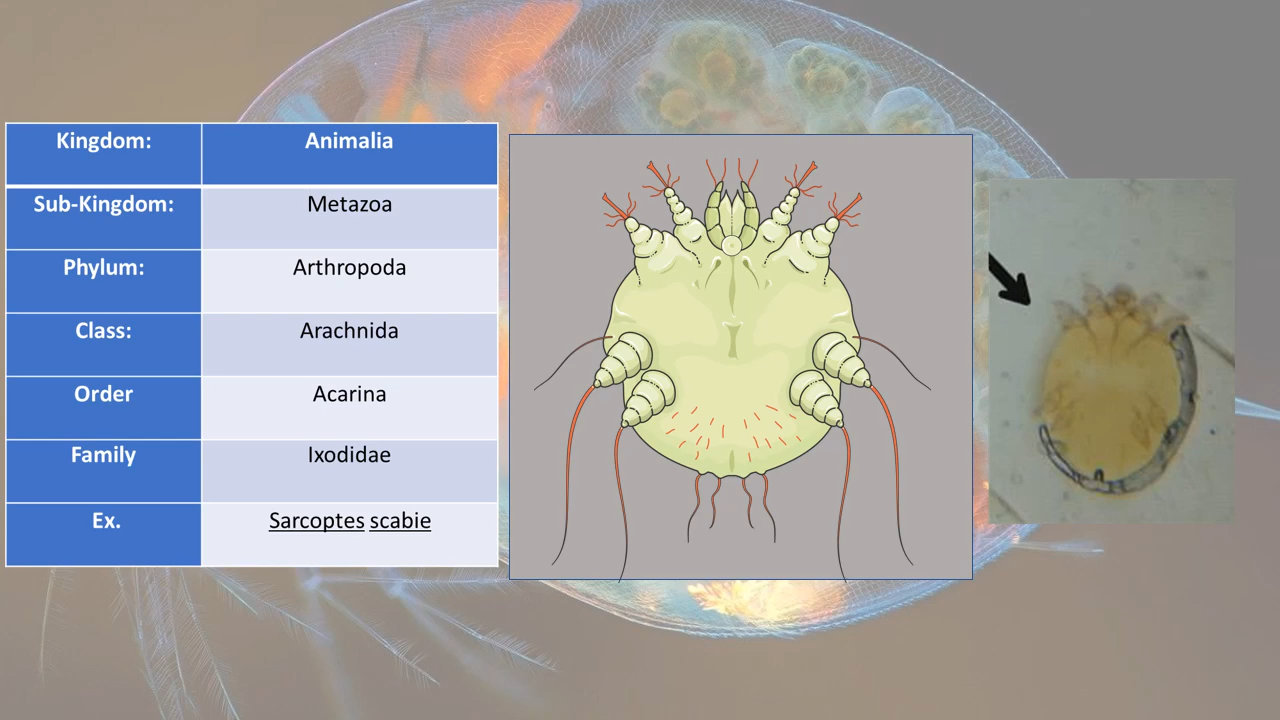 Kingdom: Animalia
Sub-Kingdom: Metazoa
Phylum: Arthropoda
Class: Arachnida
Order Acarina
Family Ixodidae
Ex. Sarcoptes scabie